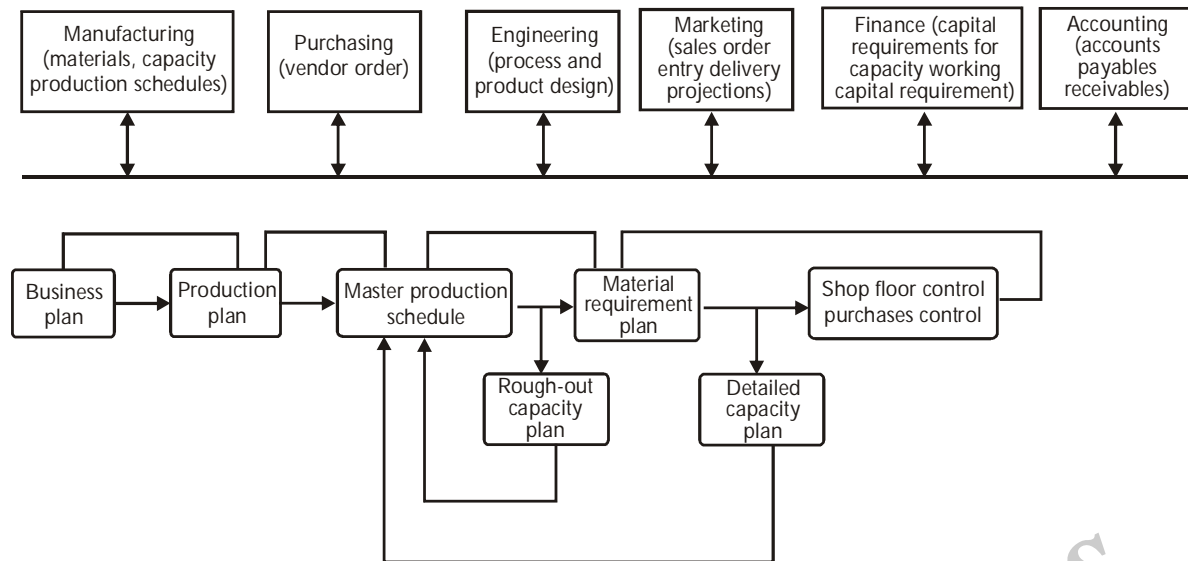 Manufacturing
(materials, capacity
production schedules)
Purchasing
(vendor order)
Engineering
(process and
product design)
Marketing
(sales order
entry delivery
projections)
Finance (capital
requirements for
capacity working
capital requirement)
Accounting
(accounts
payables
receivables)
Business
plan
Production
plan
Master production
schedule
Material
requirement
plan
Shop floor control
purchases control
Rough-out
capacity
plan
Detailed
capacity
plan
s